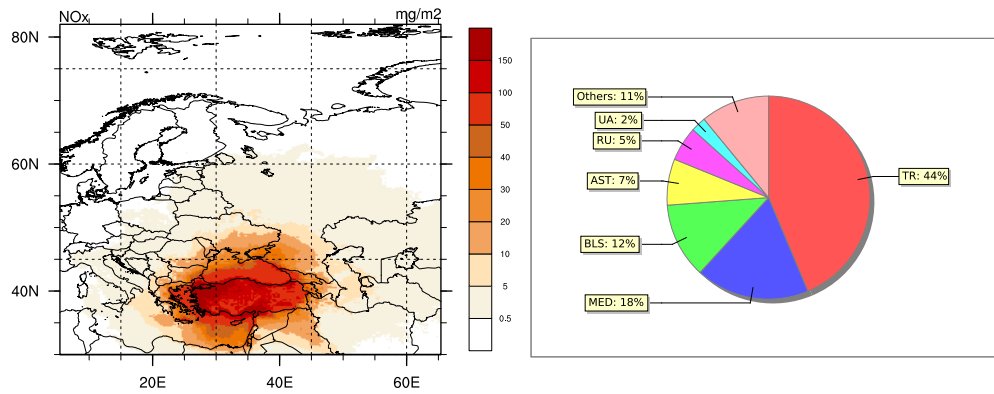 NOx
mg/m2
80N
60N
40N
20E
40E
60E
150
100
50
40
30
20
10
5
0.5
Others: 11%
UA: 2%
RU: 5%
AST: 7%
BLS: 12%
MED: 18%
TR: 44%